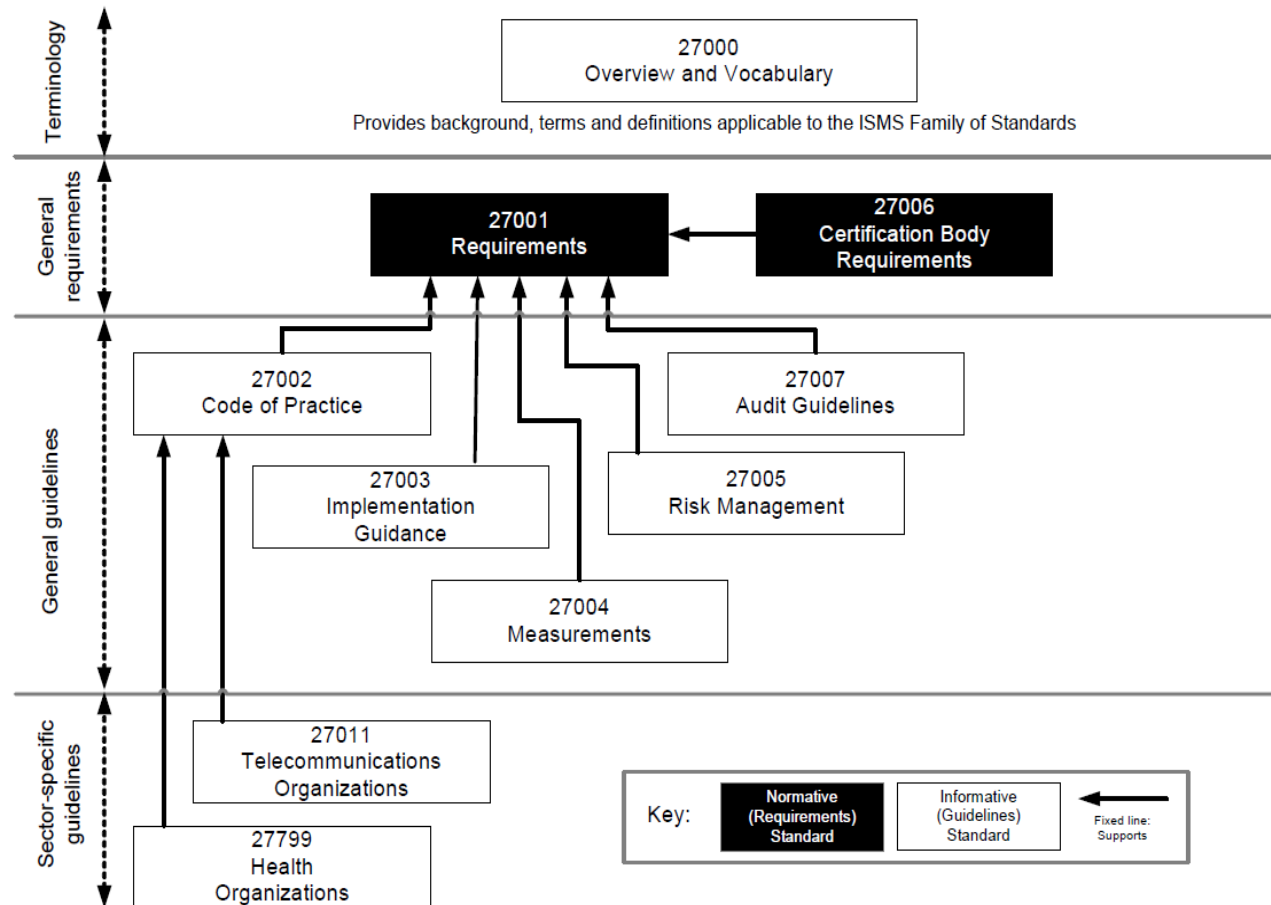 Terminology
27000
Overview and Vocabulary
Provides background, terms and definitions applicable to the ISMS Family of Standards
General
requirements
27001
Requirements
27006
Certification Body
Requirements
General guidelines
27002
Code of Practice
27007
Audit Guidelines
27003
Implementation
Guidance
27005
Risk Management
27004
Measurements
Sector-specific
guidelines
27011
Telecommunications
Organizations
27799
Health
Organizations
Key:
Normative
(Requirements)
Standard
Informative
(Guidelines)
Standard
Fixed line:
Supports